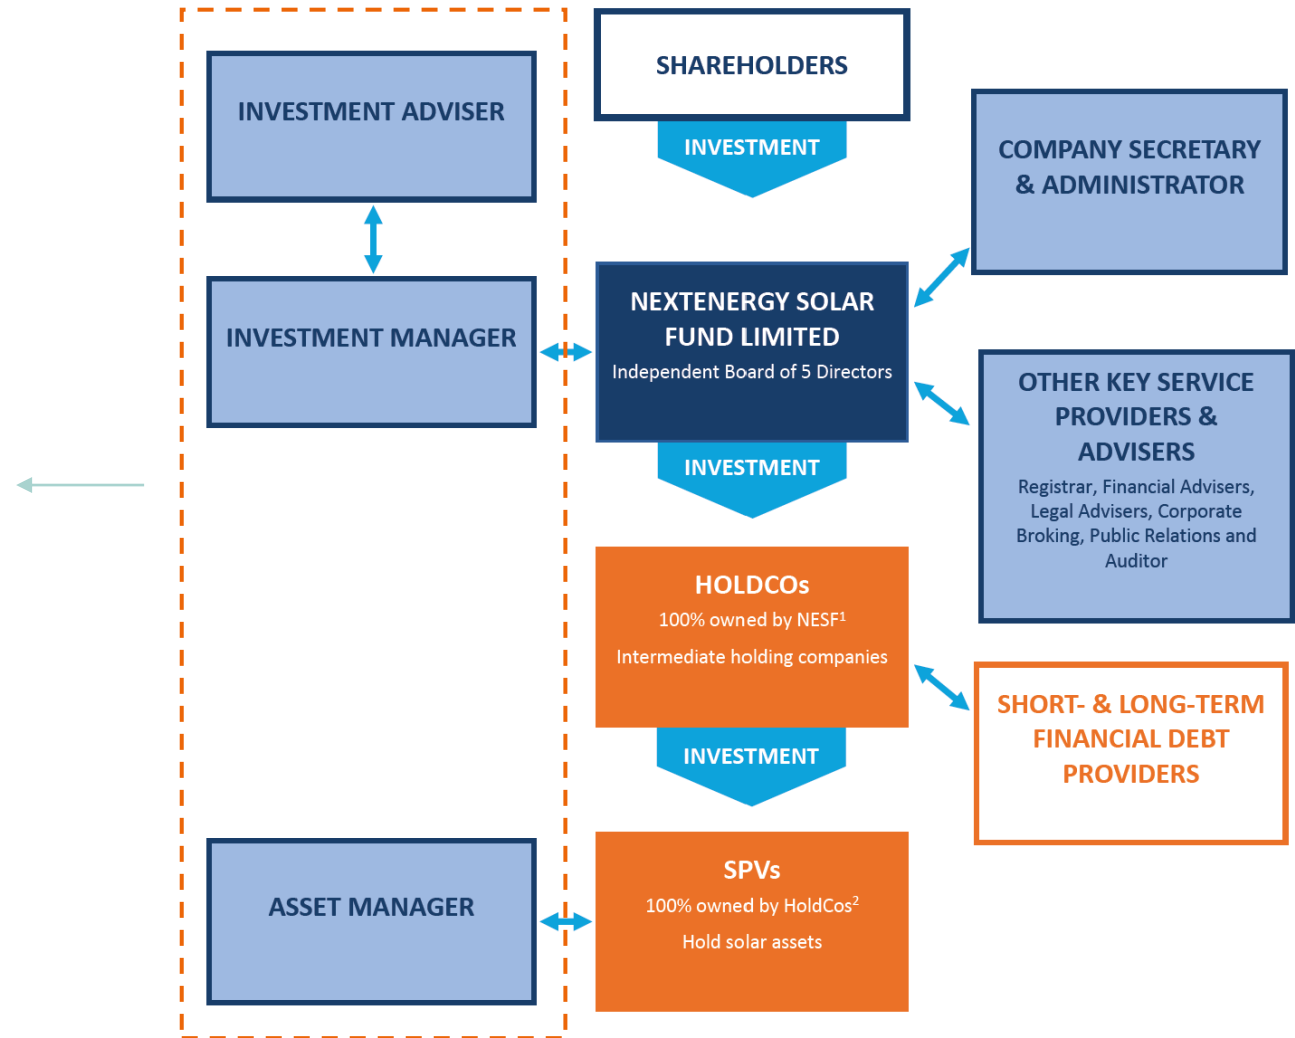 SHAREHOLDERS
INVESTMENT
INVESTMENT ADVISER
INVESTMENT MANAGER
NEXTENERGY SOLAR
FUND LIMITED
Independent Board of 5 Directors
COMPANY SECRETARY
& ADMINISTRATOR
OTHER KEY SERVICE
PROVIDERS &
ADVISERS
Registrar, Financial Advisers,
Legal Advisers, Corporate
Broking, Public Relations and
Auditor
INVESTMENT
HOLDCOs
100% owned by NESF¹
Intermediate holding companies
SHORT- & LONG-TERM
FINANCIAL DEBT
PROVIDERS
INVESTMENT
ASSET MANAGER
SPVs
100% owned by HoldCos²
Hold solar assets